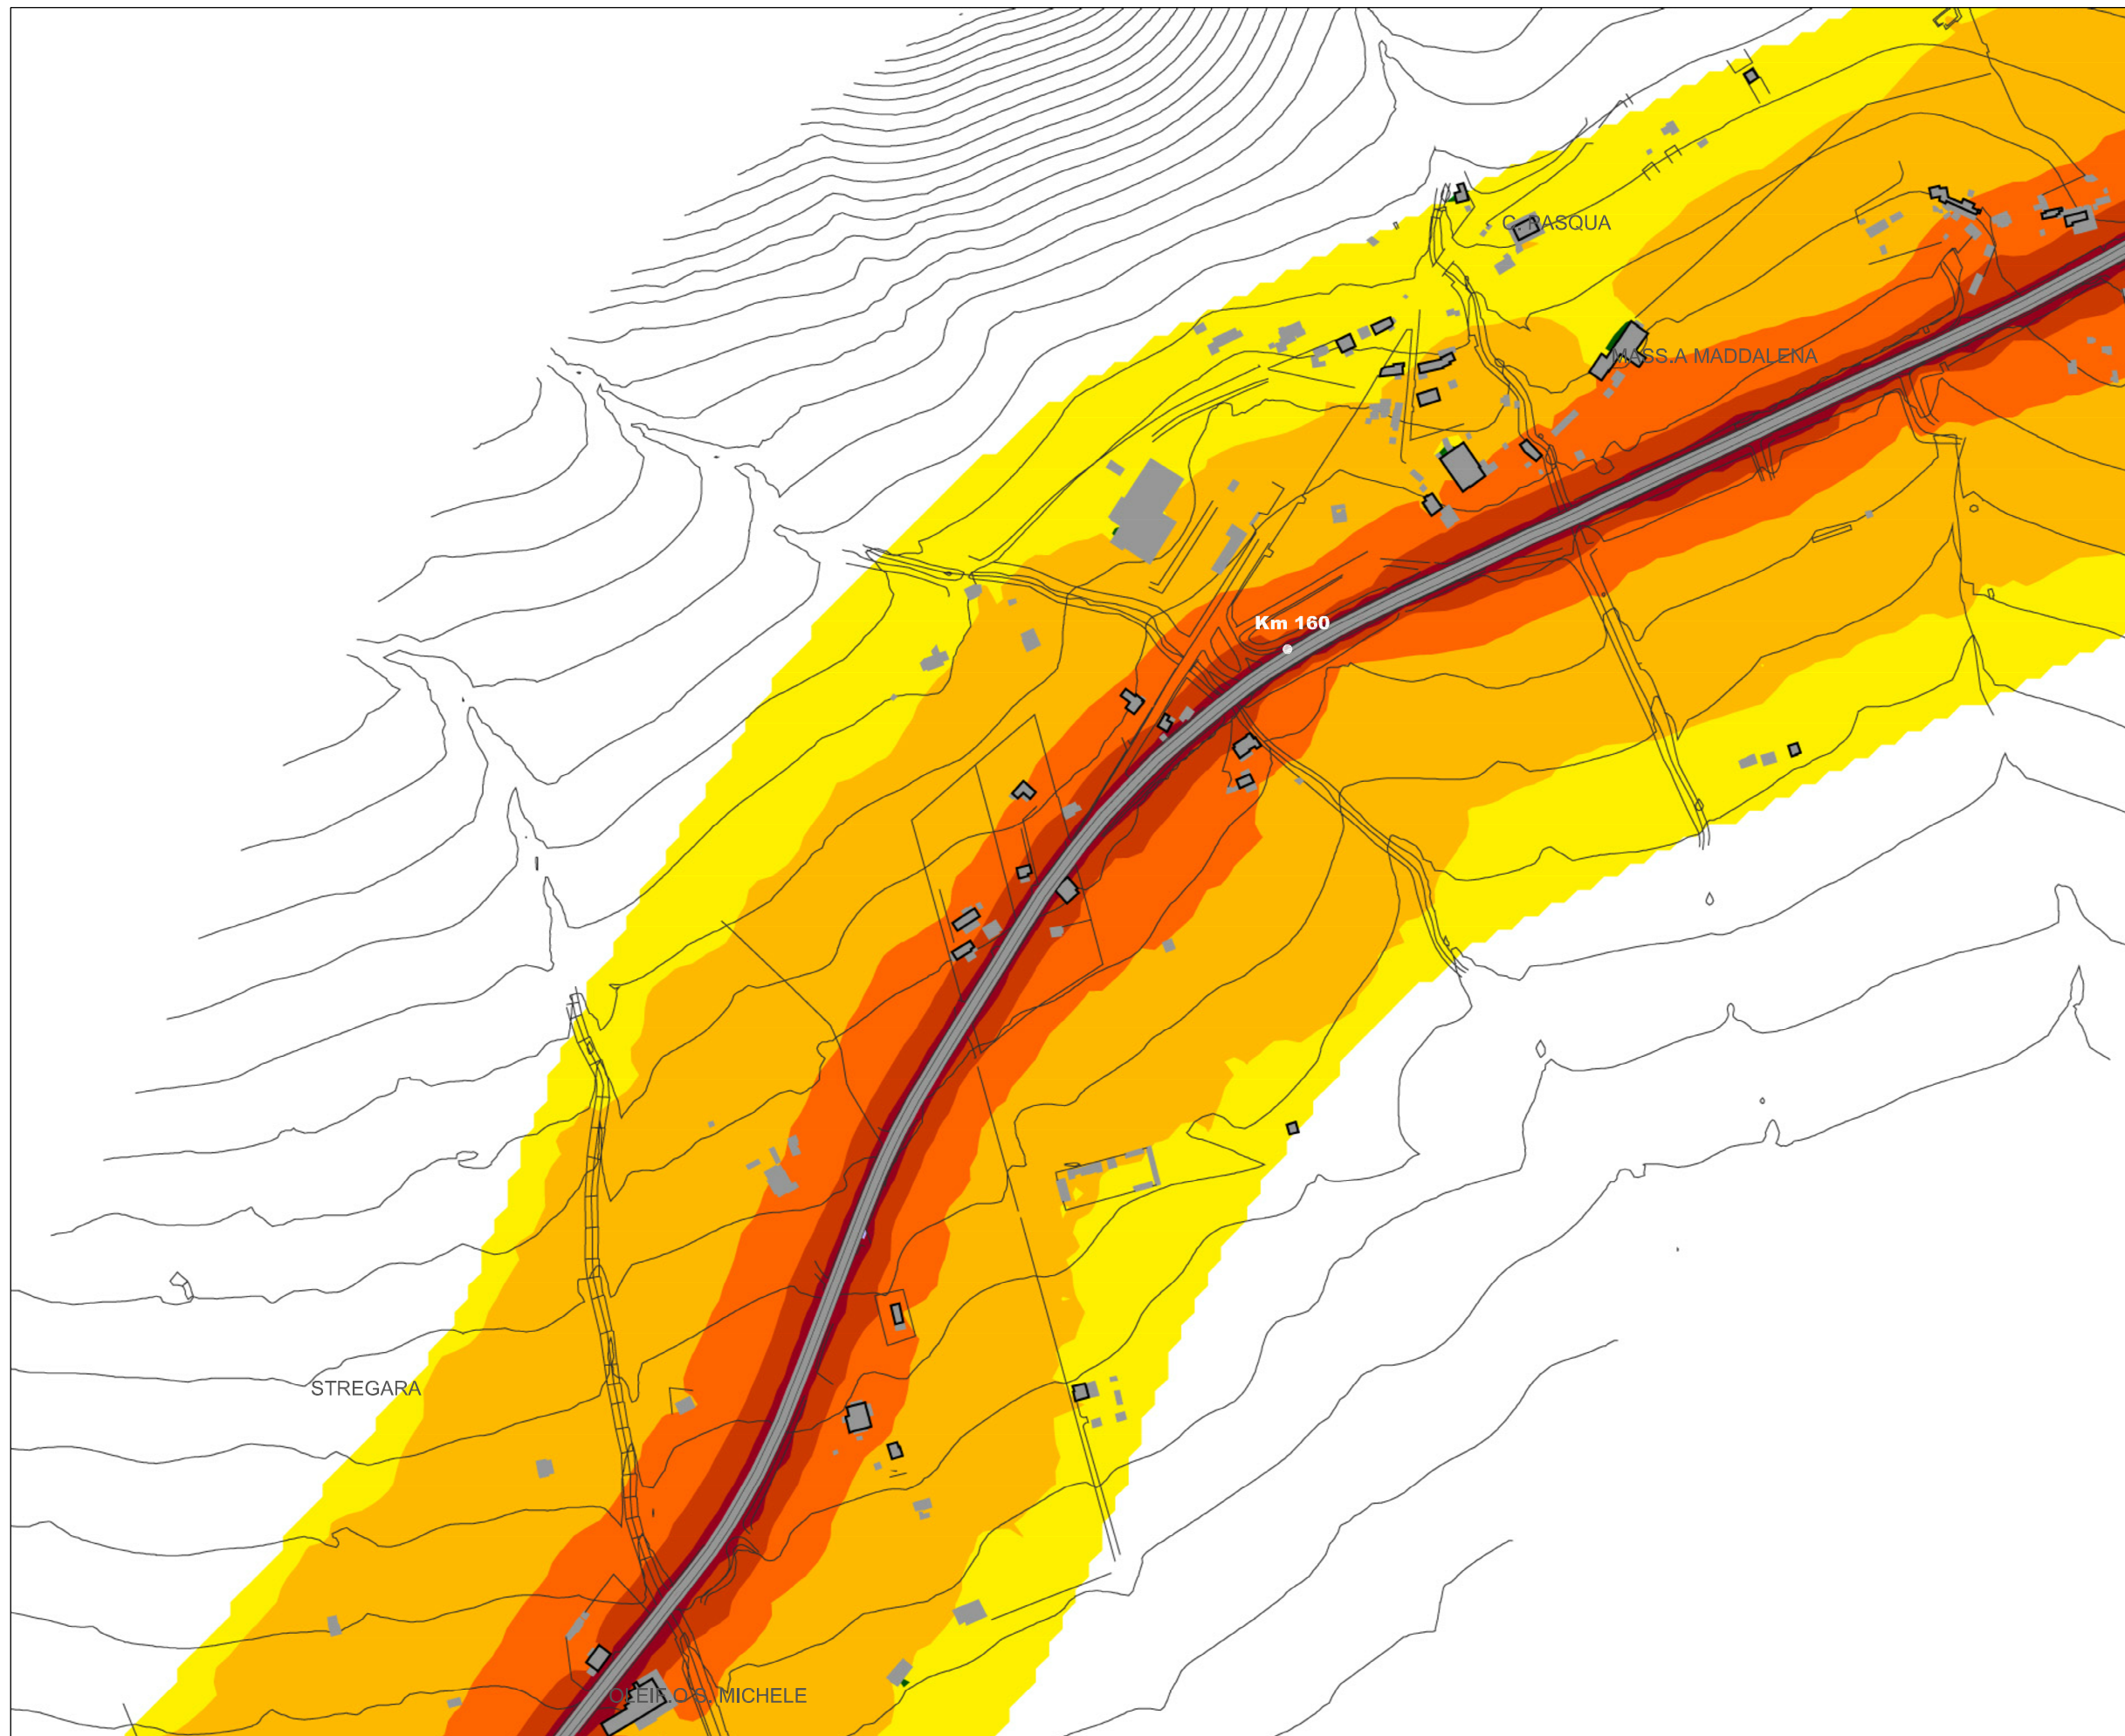 C. PASQUA
MASS.A MADDALENA
Km 160
STREGARA
OLEIF.O S. MICHELE